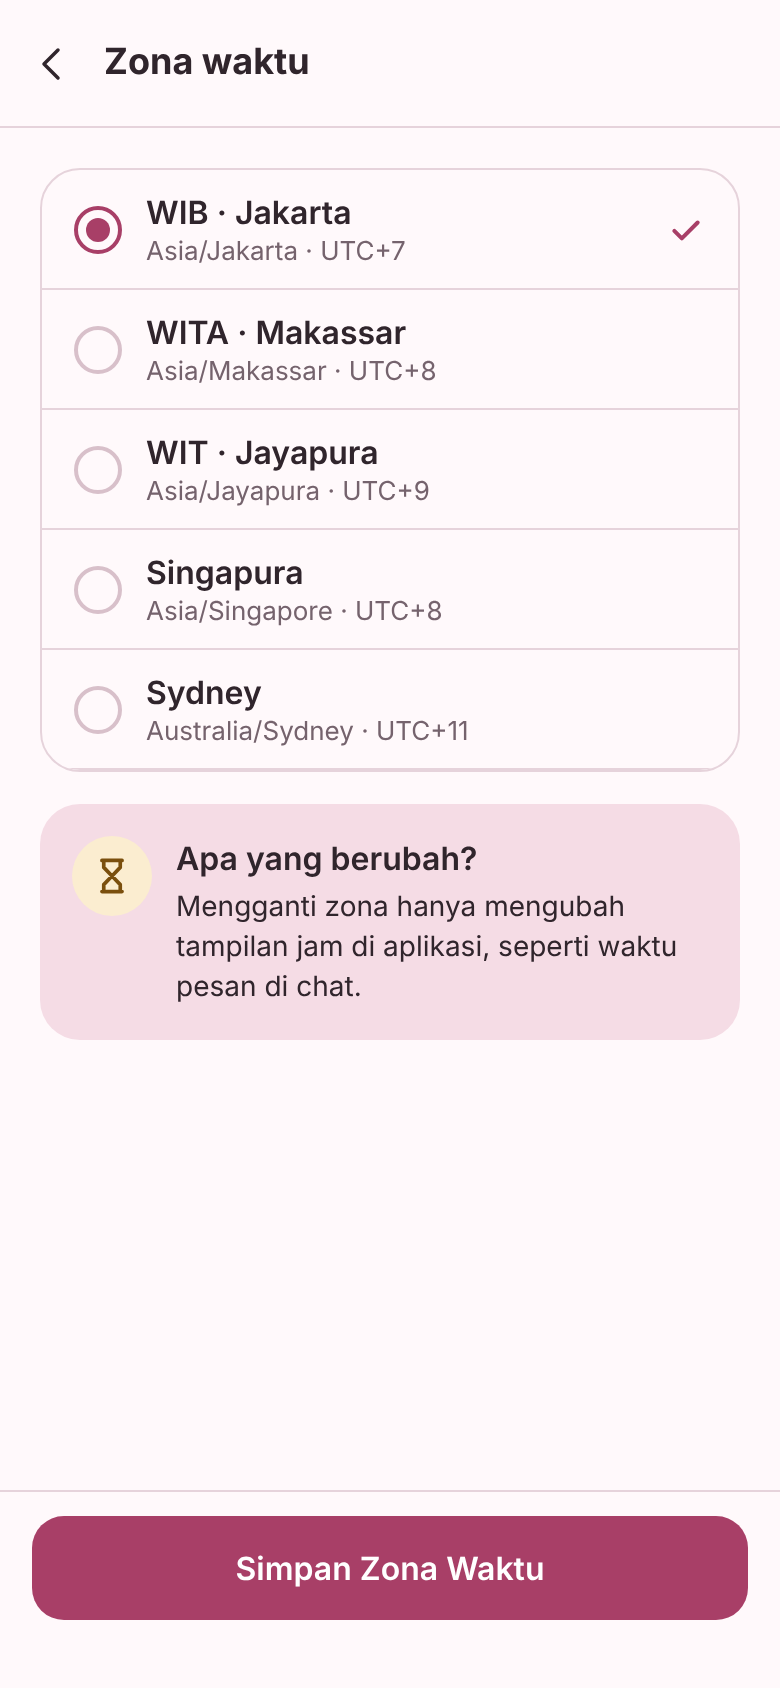 Zona waktu
WIB · Jakarta
Asia/Jakarta · UTC+7
WITA · Makassar
Asia/Makassar · UTC+8
WIT · Jayapura
Asia/Jayapura · UTC+9
Singapura
Asia/Singapore · UTC+8
Sydney
Australia/Sydney · UTC+11
Apa yang berubah?
Mengganti zona hanya mengubah
tampilan jam di aplikasi, seperti waktu
pesan di chat.
Simpan Zona Waktu